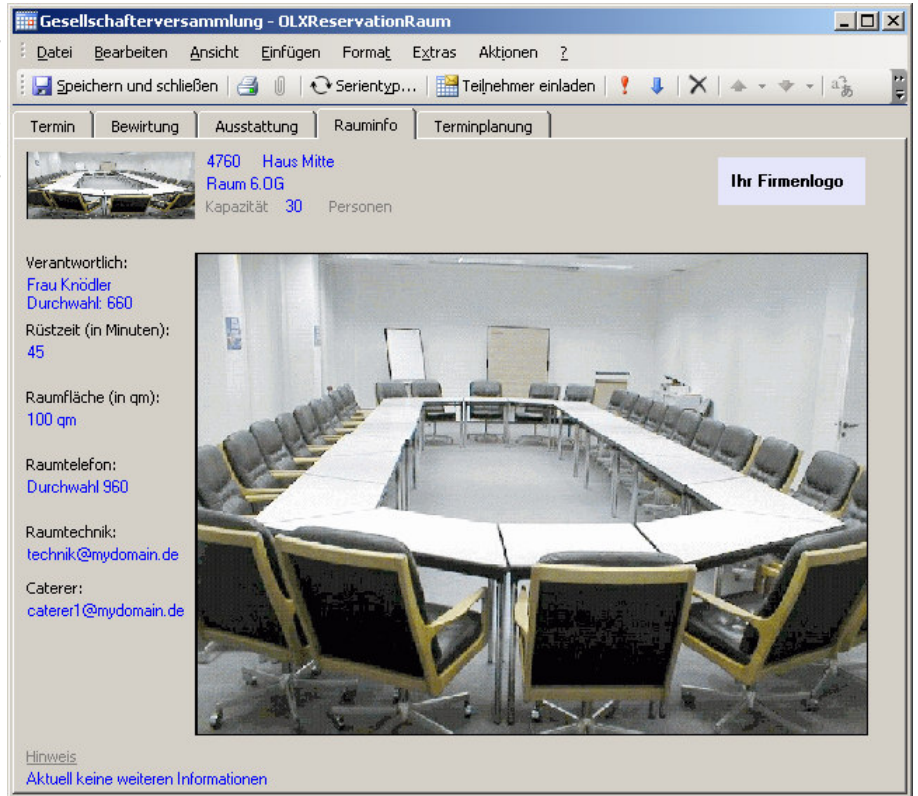 Gesellschafterversammlung - OLXReservationRaum
Datei Bearbeiten Ansicht Einfügen Format Extras Aktionen ?
Speichern und schließen Serientyp... Teilnehmer einladen
Termin Bewirtung Ausstattung Rauminfo Terminplanung
4760 Haus Mitte
Raum 6.OG
Kapazität 30 Personen
Ihr Firmenlogo
Verantwortlich:
Frau Knödler
Durchwahl: 660
Rüstzeit (in Minuten):
45
Raumfläche (in qm):
100 qm
Raumtelefon:
Durchwahl 960
Raumtechnik:
technik@mydomain.de
Caterer:
caterer1@mydomain.de
Hinweis
Aktuell keine weiteren Informationen